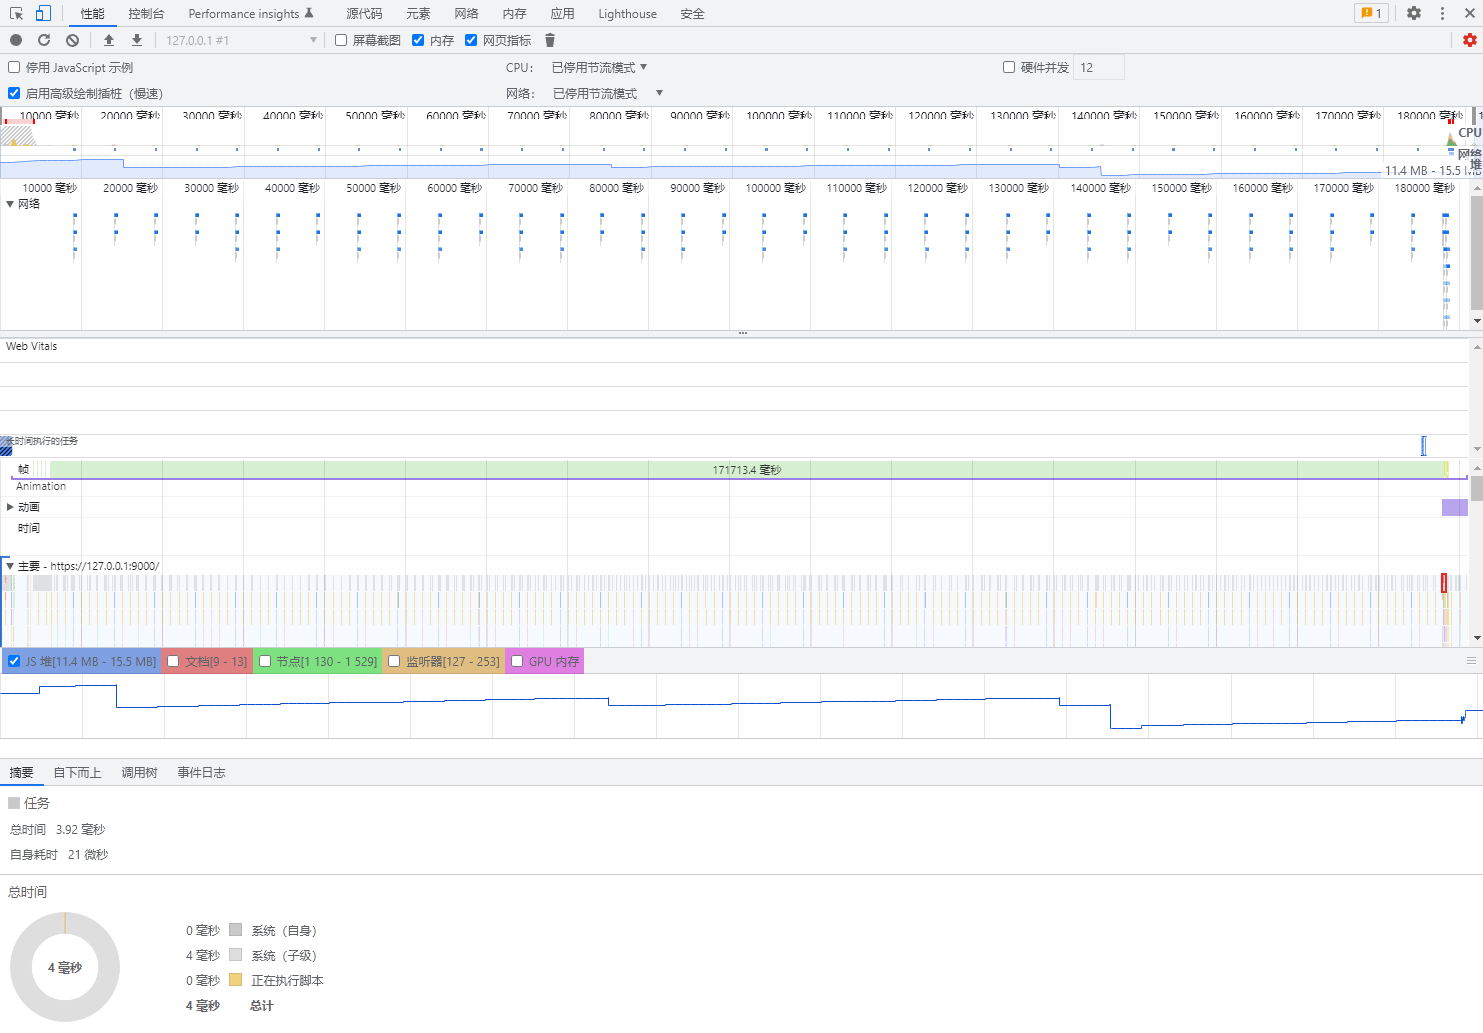 性能 控制台 Performance insights 源代码 元素 网络 内存 应用 Lighthouse 安全 1
127.0.0.1 #1 屏幕截图 内存 网页指标
停用 JavaScript 示例 CPU： 已停用节流模式 硬件并发 12
启用高级绘制插桩（慢速） 网络： 已停用节流模式
10000 毫秒 20000 毫秒 30000 毫秒 40000 毫秒 50000 毫秒 60000 毫秒 70000 毫秒 80000 毫秒 90000 毫秒 100000 毫秒 110000 毫秒 120000 毫秒 130000 毫秒 140000 毫秒 150000 毫秒 160000 毫秒 170000 毫秒 180000 毫秒
CPU
网络
堆
11.4 MB - 15.5 MB
10000 毫秒 20000 毫秒 30000 毫秒 40000 毫秒 50000 毫秒 60000 毫秒 70000 毫秒 80000 毫秒 90000 毫秒 100000 毫秒 110000 毫秒 120000 毫秒 130000 毫秒 140000 毫秒 150000 毫秒 160000 毫秒 170000 毫秒 180000 毫秒
网络
Web Vitals
长时间执行的任务
帧 171713.4 毫秒
Animation
动画
时间
主要 - https://127.0.0.1:9000/
JS 堆[11.4 MB - 15.5 MB] 文档[9 - 13] 节点[1 130 - 1 529] 监听器[127 - 253] GPU 内存
摘要 自下而上 调用树 事件日志
任务
总时间 3.92 毫秒
自身耗时 21 微秒
总时间
4 毫秒
0 毫秒 系统（自身）
4 毫秒 系统（子级）
0 毫秒 正在执行脚本
4 毫秒 总计